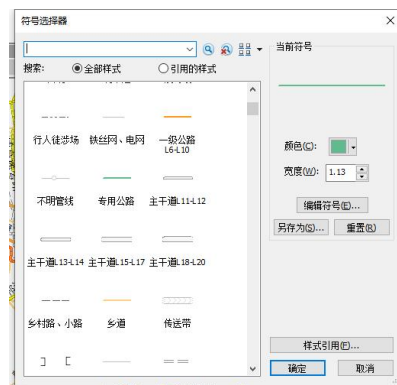 符号选择器
搜索: 全部样式 引用的样式
行人徒涉场 铁丝网、电网 一级公路
L6-L10
不明管线 专用公路 主干道L11-L12
主干道L13-L14 主干道L15-L17 主干道L18-L20
乡村路、小路 乡道 传送带
当前符号
颜色(C):
宽度(W): 1.13
编辑符号(E)...
另存为(S)... 重置(R)
样式引用(F)...
确定 取消